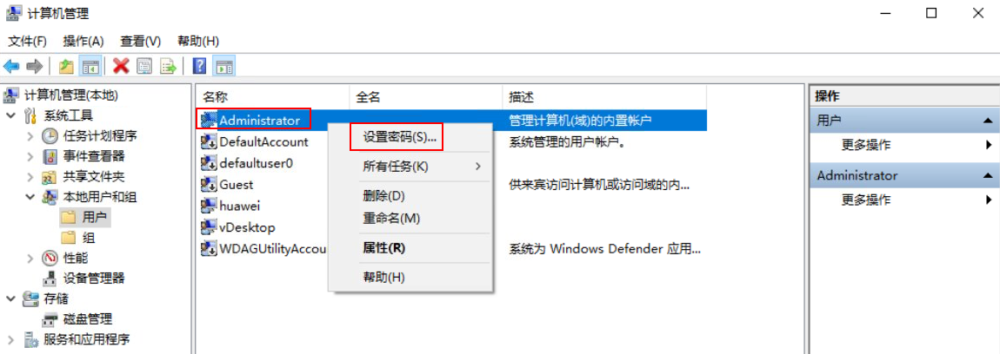 计算机管理
文件(F) 操作(A) 查看(V) 帮助(H)
计算机管理(本地)
系统工具
任务计划程序
事件查看器
共享文件夹
本地用户和组
用户
组
性能
设备管理器
存储
磁盘管理
服务和应用程序
名称 全名 描述
Administrator 管理计算机(域)的内置帐户
DefaultAccount 系统管理的用户帐户。
defaultuser0
Guest 供来宾访问计算机或访问域的内...
huawei
vDesktop
WDAGUtilityAccou 系统为 Windows Defender 应用...
设置密码(S)...
所有任务(K)
删除(D)
重命名(M)
属性(R)
帮助(H)
操作
用户
更多操作
Administrator
更多操作